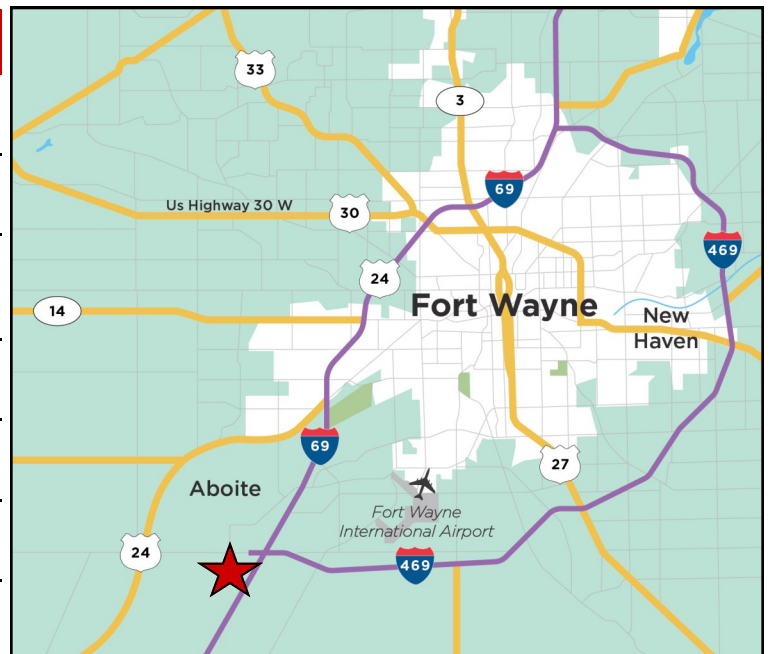 33
3
69
Us Highway 30 W
30
469
24
14
Fort Wayne
New
Haven
69
27
Aboite
Fort Wayne
International Airport
24
469